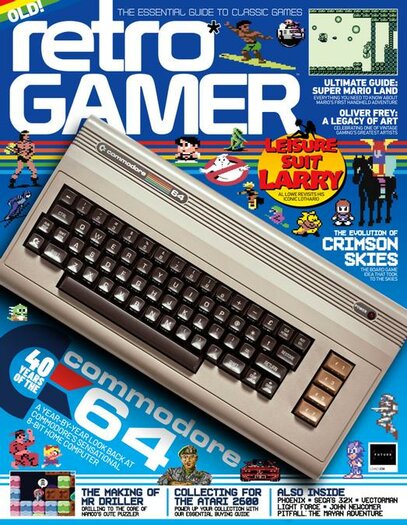 OLD!
THE ESSENTIAL GUIDE TO CLASSIC GAMES
retro
GAMER
ULTIMATE GUIDE:
SUPER MARIO LAND
EVERYTHING YOU NEED TO KNOW ABOUT
MARIO'S FIRST HANDHELD ADVENTURE
OLIVER FREY:
A LEGACY OF ART
CELEBRATING ONE OF VINTAGE
GAMING'S GREATEST ARTISTS
LEISURE
SUIT
LARRY
AL LOWE REVISITS HIS
ICONIC LOTHARIO
THE EVOLUTION OF
CRIMSON
SKIES
THE BOARD GAME
IDEA THAT TOOK
TO THE SKIES
commodore
64
40
YEARS
OF THE
commodore
64
A YEAR-BY-YEAR LOOK BACK AT
COMMODORE'S SENSATIONAL
8-BIT HOME COMPUTER
FUTURE
THE MAKING OF
MR DRILLER
DRILLING TO THE CORE OF
NAMCO'S CUTE PUZZLER
COLLECTING FOR
THE ATARI 2600
POWER UP YOUR COLLECTION WITH
OUR ESSENTIAL BUYING GUIDE
ALSO INSIDE
PHOENIX • SEGA'S 32X • VECTORMAN
LIGHT FORCE • JOHN NEWCOMER
PITFALL: THE MAYAN ADVENTURE